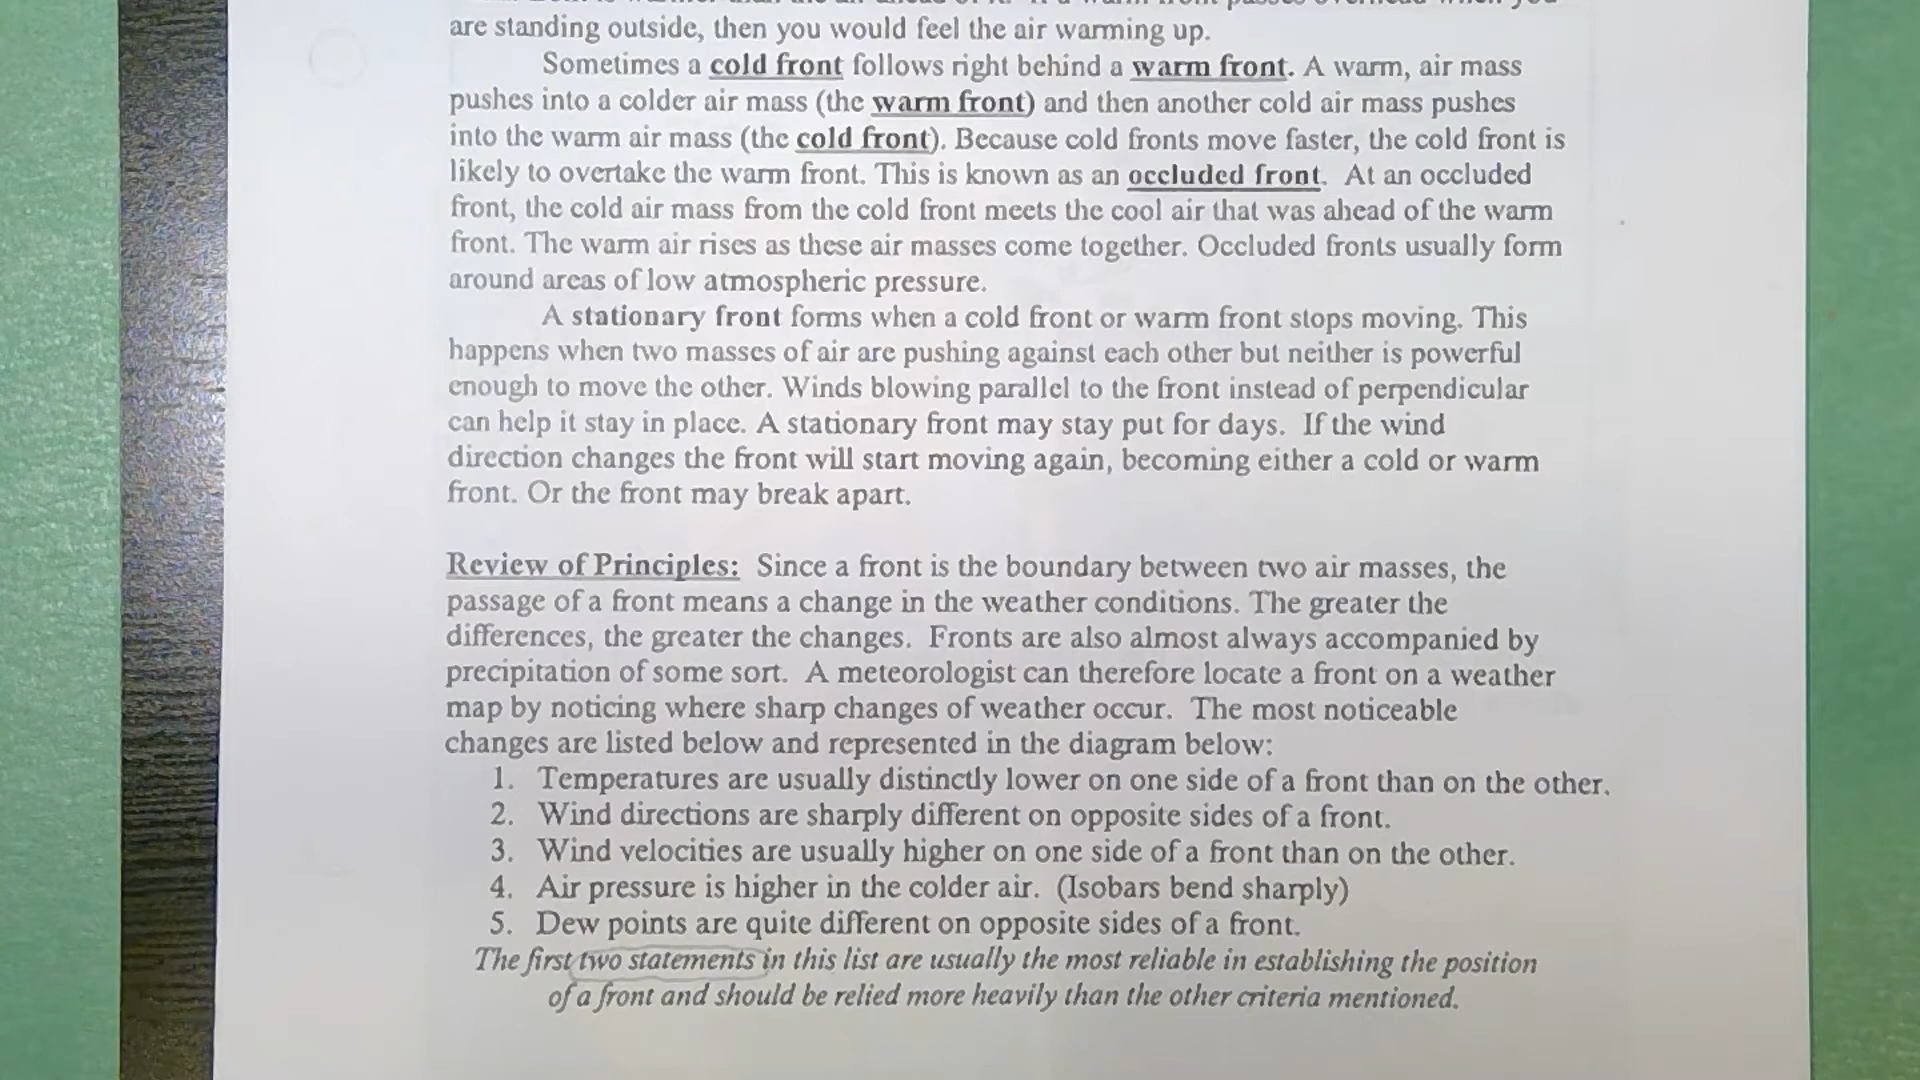 are standing outside, then you would feel the air warming up.
Sometimes a cold front follows right behind a warm front. A warm, air mass
pushes into a colder air mass (the warm front) and then another cold air mass pushes
into the warm air mass (the cold front). Because cold fronts move faster, the cold front is
likely to overtake the warm front. This is known as an occluded front. At an occluded
front, the cold air mass from the cold front meets the cool air that was ahead of the warm
front. The warm air rises as these air masses come together. Occluded fronts usually form
around areas of low atmospheric pressure.
A stationary front forms when a cold front or warm front stops moving. This
happens when two masses of air are pushing against each other but neither is powerful
enough to move the other. Winds blowing parallel to the front instead of perpendicular
can help it stay in place. A stationary front may stay put for days. If the wind
direction changes the front will start moving again, becoming either a cold or warm
front. Or the front may break apart.
Review of Principles: Since a front is the boundary between two air masses, the
passage of a front means a change in the weather conditions. The greater the
differences, the greater the changes. Fronts are also almost always accompanied by
precipitation of some sort. A meteorologist can therefore locate a front on a weather
map by noticing where sharp changes of weather occur. The most noticeable
changes are listed below and represented in the diagram below:
1. Temperatures are usually distinctly lower on one side of a front than on the other.
2. Wind directions are sharply different on opposite sides of a front.
3. Wind velocities are usually higher on one side of a front than on the other.
4. Air pressure is higher in the colder air. (Isobars bend sharply)
5. Dew points are quite different on opposite sides of a front.
The first two statements in this list are usually the most reliable in establishing the position
of a front and should be relied more heavily than the other criteria mentioned.